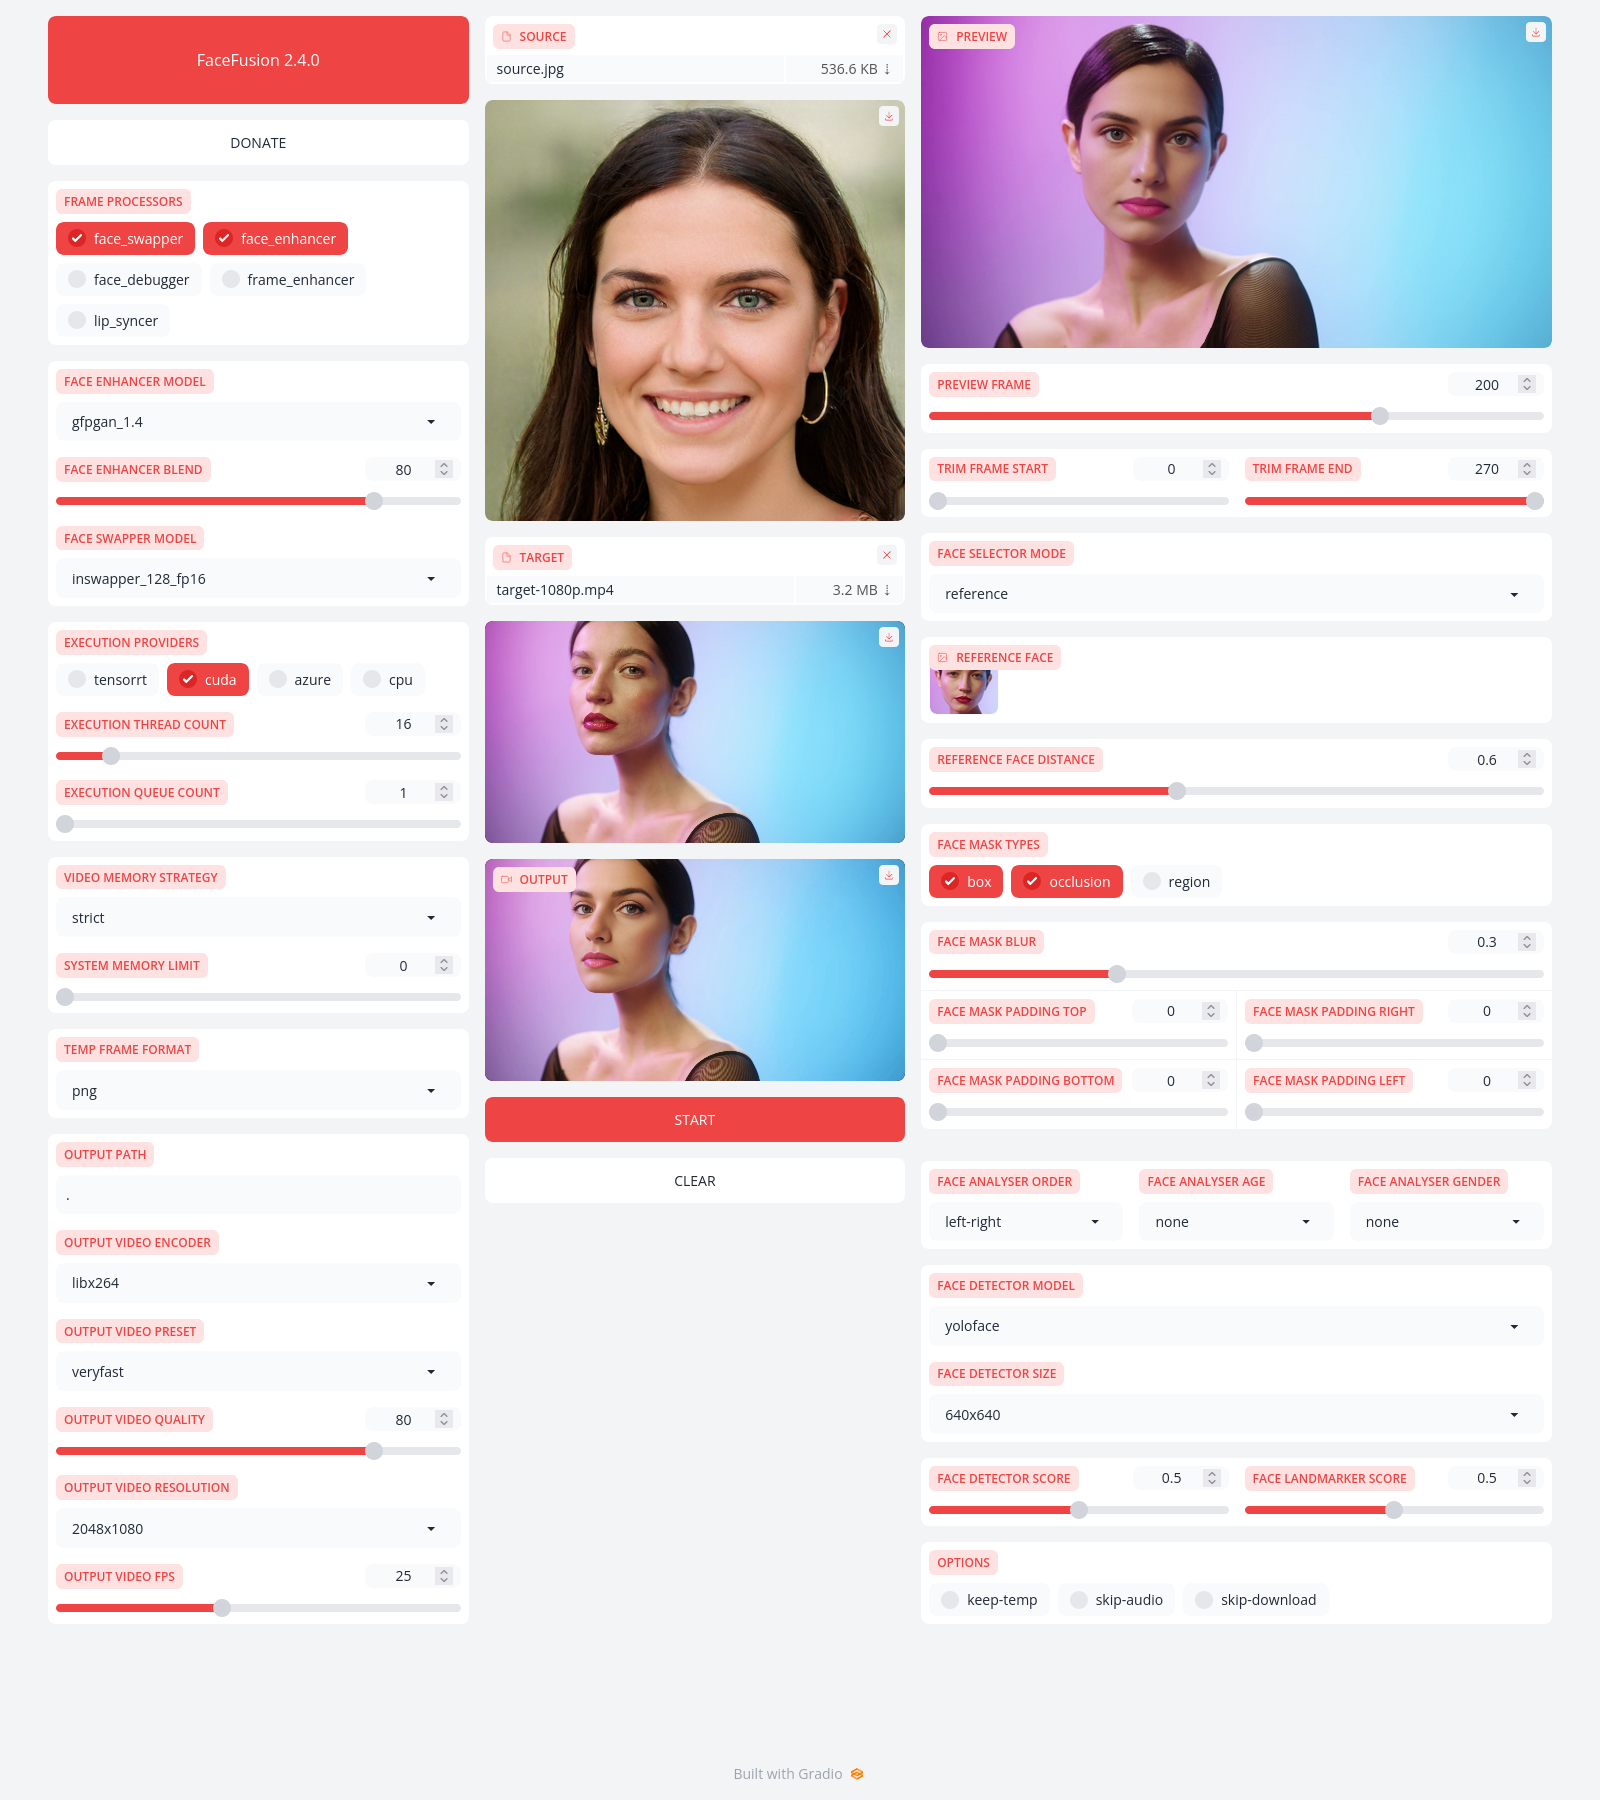 FaceFusion 2.4.0
DONATE
FRAME PROCESSORS
face_swapper face_enhancer
face_debugger frame_enhancer
lip_syncer
FACE ENHANCER MODEL
gfpgan_1.4
FACE ENHANCER BLEND 80
FACE SWAPPER MODEL
inswapper_128_fp16
EXECUTION PROVIDERS
tensorrt cuda azure cpu
EXECUTION THREAD COUNT 16
EXECUTION QUEUE COUNT 1
VIDEO MEMORY STRATEGY
strict
SYSTEM MEMORY LIMIT 0
TEMP FRAME FORMAT
png
OUTPUT PATH
.
OUTPUT VIDEO ENCODER
libx264
OUTPUT VIDEO PRESET
veryfast
OUTPUT VIDEO QUALITY 80
OUTPUT VIDEO RESOLUTION
2048x1080
OUTPUT VIDEO FPS 25
SOURCE
source.jpg 536.6 KB ↓
TARGET
target-1080p.mp4 3.2 MB ↓
OUTPUT
START
CLEAR
PREVIEW
PREVIEW FRAME 200
TRIM FRAME START 0 TRIM FRAME END 270
FACE SELECTOR MODE
reference
REFERENCE FACE
REFERENCE FACE DISTANCE 0.6
FACE MASK TYPES
box occlusion region
FACE MASK BLUR 0.3
FACE MASK PADDING TOP 0 FACE MASK PADDING RIGHT 0
FACE MASK PADDING BOTTOM 0 FACE MASK PADDING LEFT 0
FACE ANALYSER ORDER FACE ANALYSER AGE FACE ANALYSER GENDER
left-right none none
FACE DETECTOR MODEL
yoloface
FACE DETECTOR SIZE
640x640
FACE DETECTOR SCORE 0.5 FACE LANDMARKER SCORE 0.5
OPTIONS
keep-temp skip-audio skip-download
Built with Gradio